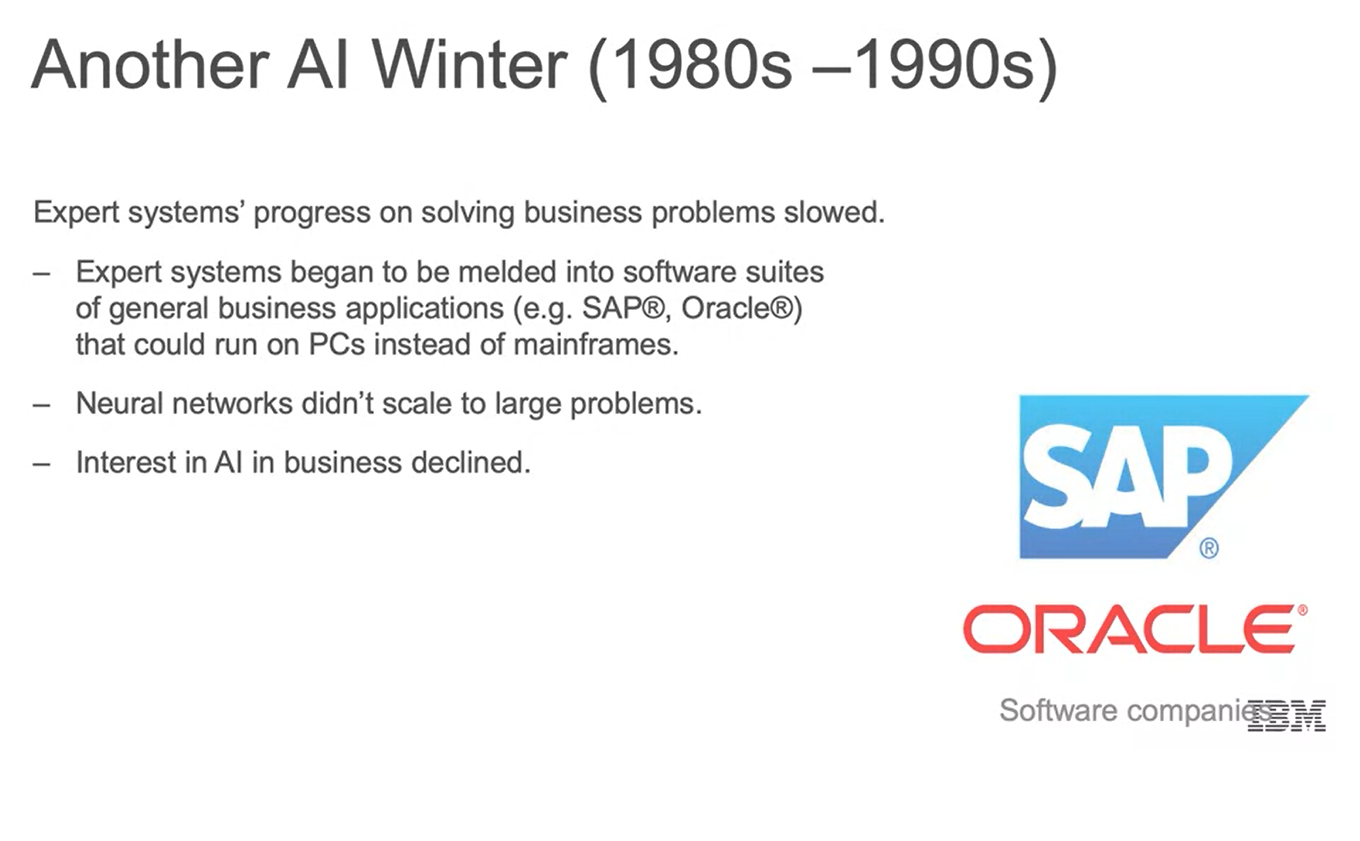 Another AI Winter (1980s –1990s)
Expert systems’ progress on solving business problems slowed.
– Expert systems began to be melded into software suites
of general business applications (e.g. SAP®, Oracle®)
that could run on PCs instead of mainframes.
– Neural networks didn’t scale to large problems.
– Interest in AI in business declined.
SAP
®
ORACLE®
Software companies
IBM